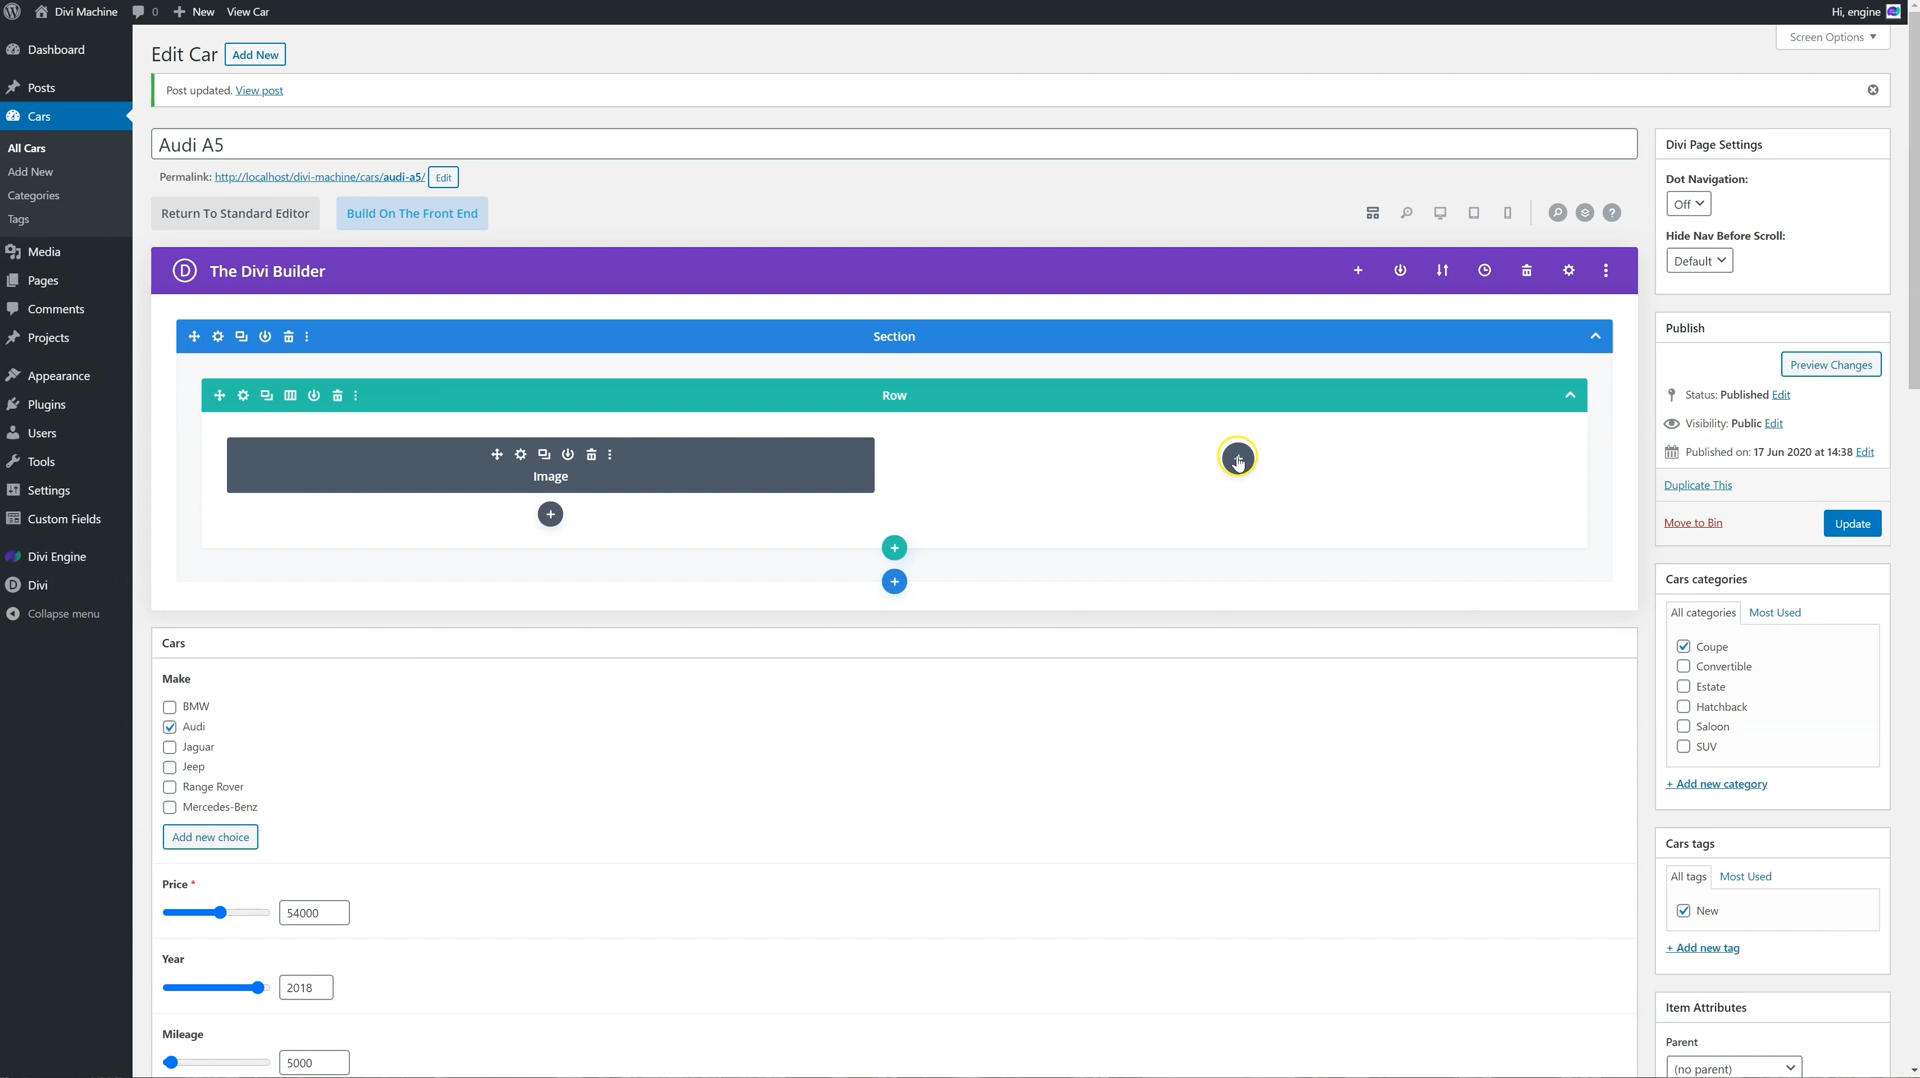 Divi Machine 0 New View Car Hi, engine
Screen Options
Dashboard
Posts
Cars
All Cars
Add New
Categories
Tags
Media
Pages
Comments
Projects
Appearance
Plugins
Users
Tools
Settings
Custom Fields
Divi Engine
Divi
Collapse menu
Edit Car Add New
Post updated. View post
Audi A5
Permalink: http://localhost/divi-machine/cars/audi-a5/ Edit
Return To Standard Editor Build On The Front End
The Divi Builder
Section
Row
Image
Cars
Make
BMW
Audi
Jaguar
Jeep
Range Rover
Mercedes-Benz
Add new choice
Price *
54000
Year
2018
Mileage
5000
Divi Page Settings
Dot Navigation:
Off
Hide Nav Before Scroll:
Default
Publish
Preview Changes
Status: Published Edit
Visibility: Public Edit
Published on: 17 Jun 2020 at 14:38 Edit
Duplicate This
Move to Bin Update
Cars categories
All categories Most Used
Coupe
Convertible
Estate
Hatchback
Saloon
SUV
+ Add new category
Cars tags
All tags Most Used
New
+ Add new tag
Item Attributes
Parent
(no parent)